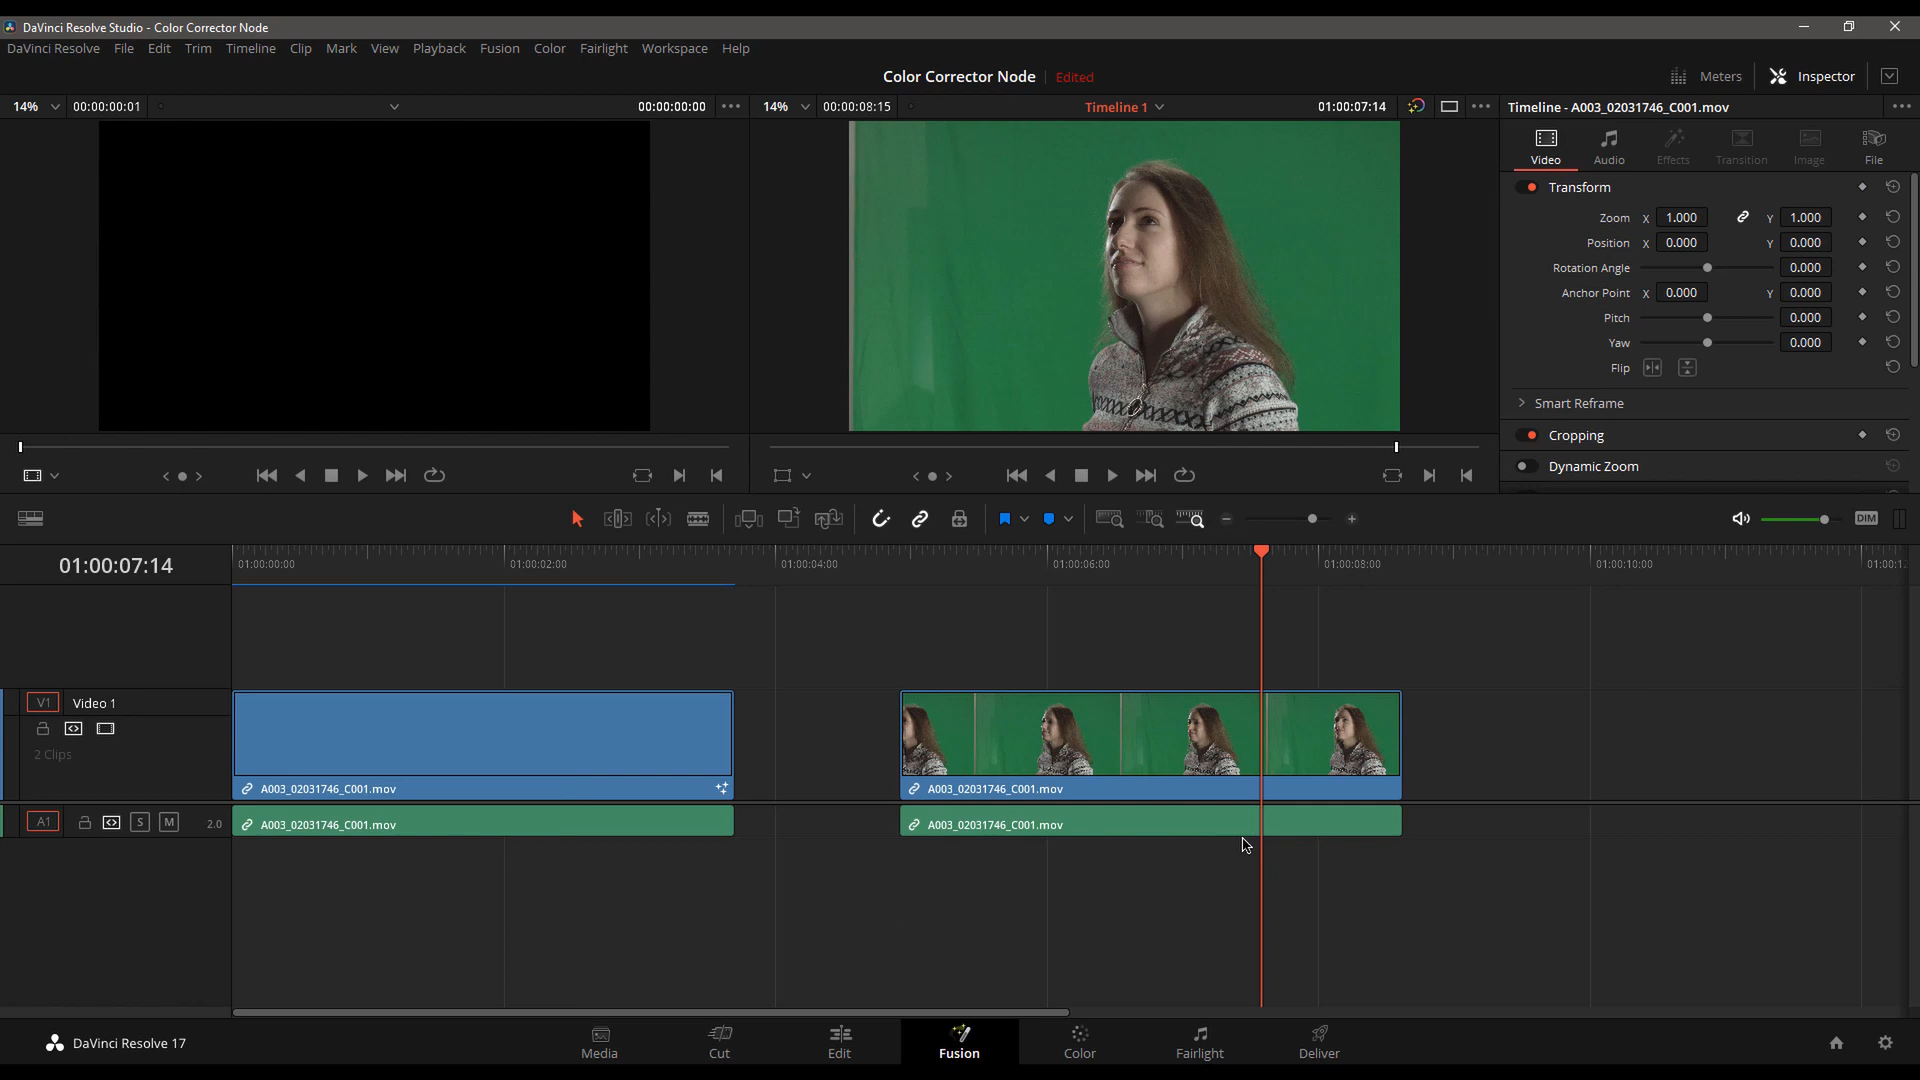 DaVinci Resolve Studio - Color Corrector Node
DaVinci Resolve File Edit Trim Timeline Clip Mark View Playback Fusion Color Fairlight Workspace Help
Color Corrector Node Edited Meters Inspector
14% 00:00:00:01 00:00:00:00 14% 00:00:08:15 Timeline 1 01:00:07:14 Timeline - A003_02031746_C001.mov
Video Audio Effects Transition Image File
Transform
Zoom X 1.000 Y 1.000
Position X 0.000 Y 0.000
Rotation Angle 0.000
Anchor Point X 0.000 Y 0.000
Pitch 0.000
Yaw 0.000
Flip
Smart Reframe
Cropping
Dynamic Zoom
DIM
01:00:07:14 01:00:00:00 01:00:02:00 01:00:04:00 01:00:06:00 01:00:08:00 01:00:10:00 01:00:1
V1 Video 1
2 Clips
A003_02031746_C001.mov A003_02031746_C001.mov
A1 S M 2.0 A003_02031746_C001.mov A003_02031746_C001.mov
DaVinci Resolve 17 Media Cut Edit Fusion Color Fairlight Deliver